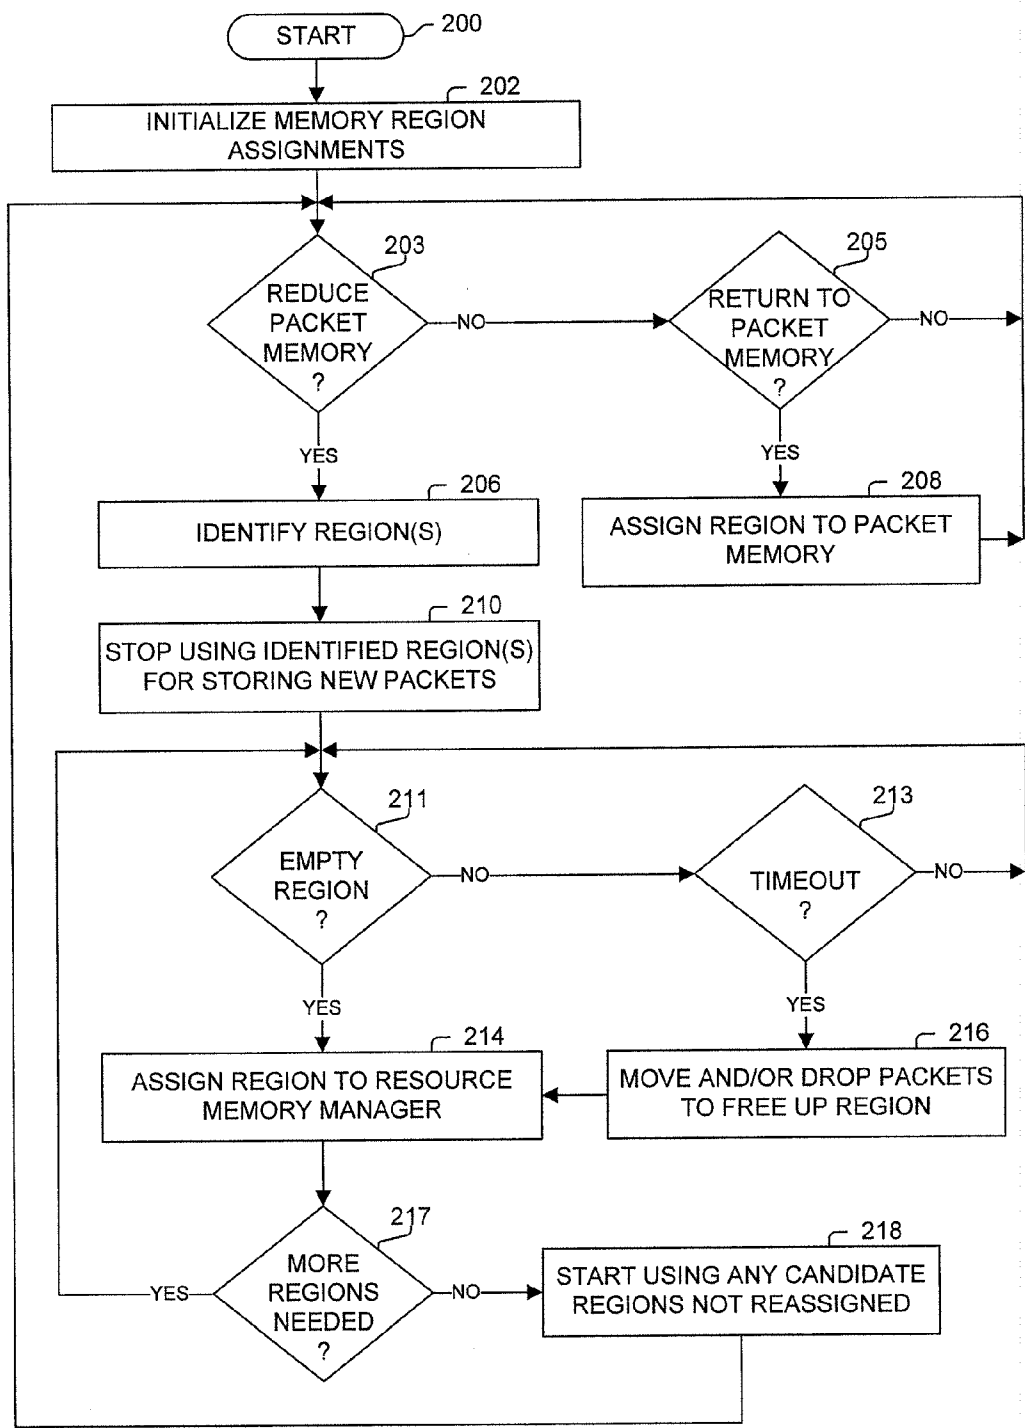 START
200
202
INITIALIZE MEMORY REGION
ASSIGNMENTS
203
REDUCE
PACKET
MEMORY
?
NO
205
RETURN TO
PACKET
MEMORY
?
NO
YES
YES
206
IDENTIFY REGION(S)
208
ASSIGN REGION TO PACKET
MEMORY
210
STOP USING IDENTIFIED REGION(S)
FOR STORING NEW PACKETS
211
EMPTY
REGION
?
NO
213
TIMEOUT
?
NO
YES
YES
214
ASSIGN REGION TO RESOURCE
MEMORY MANAGER
216
MOVE AND/OR DROP PACKETS
TO FREE UP REGION
217
MORE
REGIONS
NEEDED
?
YES
NO
218
START USING ANY CANDIDATE
REGIONS NOT REASSIGNED